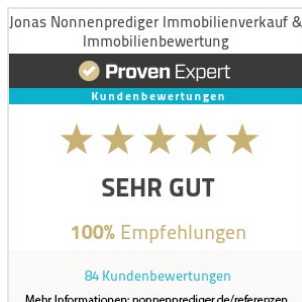 Jonas Nonnenprediger Immobilienverkauf &
Immobilienbewertung
Proven Expert
Kundenbewertungen
SEHR GUT
100% Empfehlungen
84 Kundenbewertungen
Mehr Informationen: nonnenprediger.de/referenzen